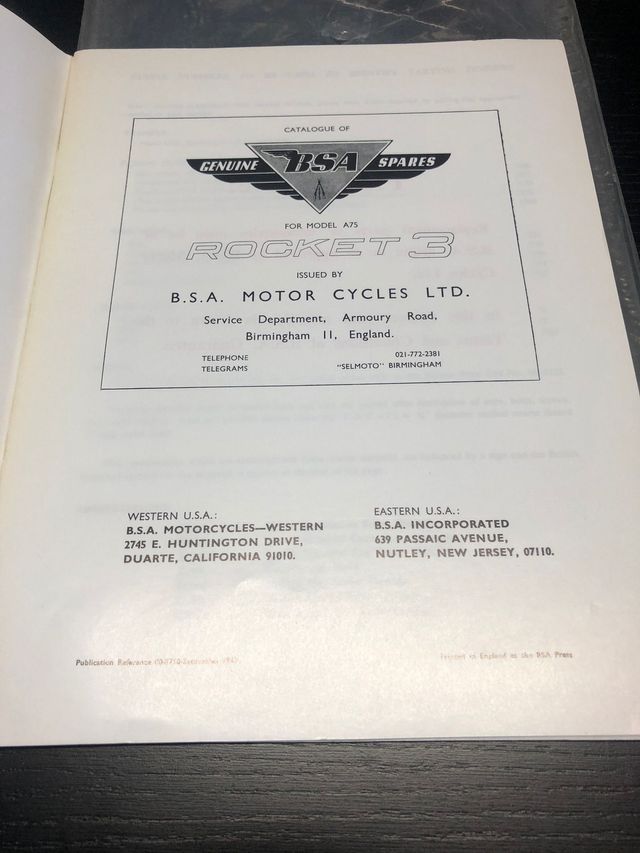 CATALOGUE OF
GENUINE BSA SPARES
FOR MODEL A75
ROCKET 3
ISSUED BY
B.S.A. MOTOR CYCLES LTD.
Service Department, Armoury Road,
Birmingham 11, England.
TELEPHONE 021-772-2381
TELEGRAMS "SELMOTO" BIRMINGHAM
WESTERN U.S.A.:
B.S.A. MOTORCYCLES—WESTERN
2745 E. HUNTINGTON DRIVE,
DUARTE, CALIFORNIA 91010.
EASTERN U.S.A.:
B.S.A. INCORPORATED
639 PASSAIC AVENUE,
NUTLEY, NEW JERSEY, 07110.
Publication Reference
Printed in England at the BSA Press